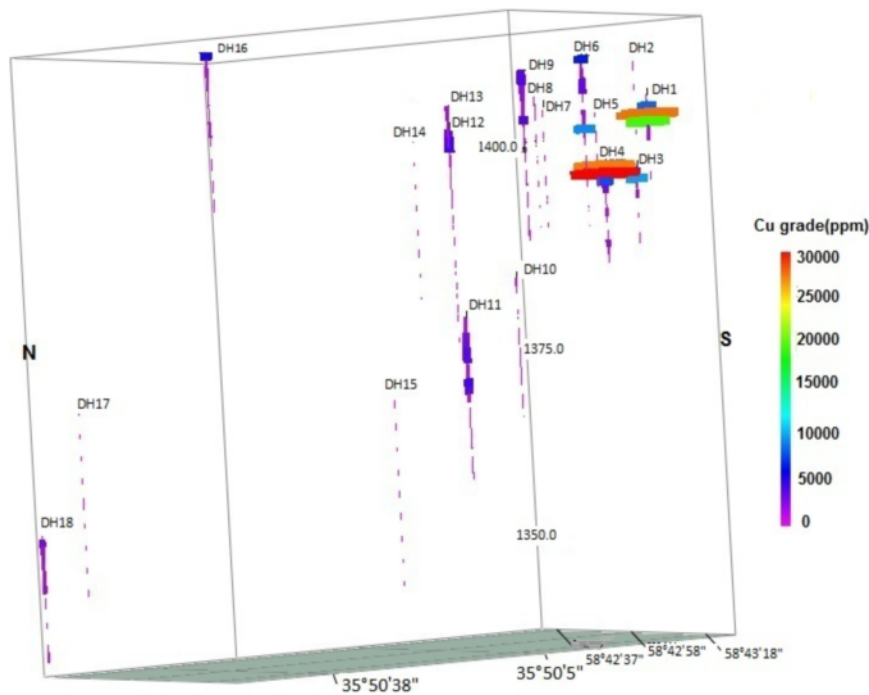 DH16
DH6
DH2
DH9
DH8
DH7
DH1
DH13
DH5
DH12
DH14
1400.0
DH4
DH3
Cu grade(ppm)
30000
25000
20000
15000
10000
5000
0
DH10
DH11
N
1375.0
S
DH15
DH17
DH18
1350.0
35°50'38"
35°50'5"
58°42'37"
58°42'58"
58°43'18"